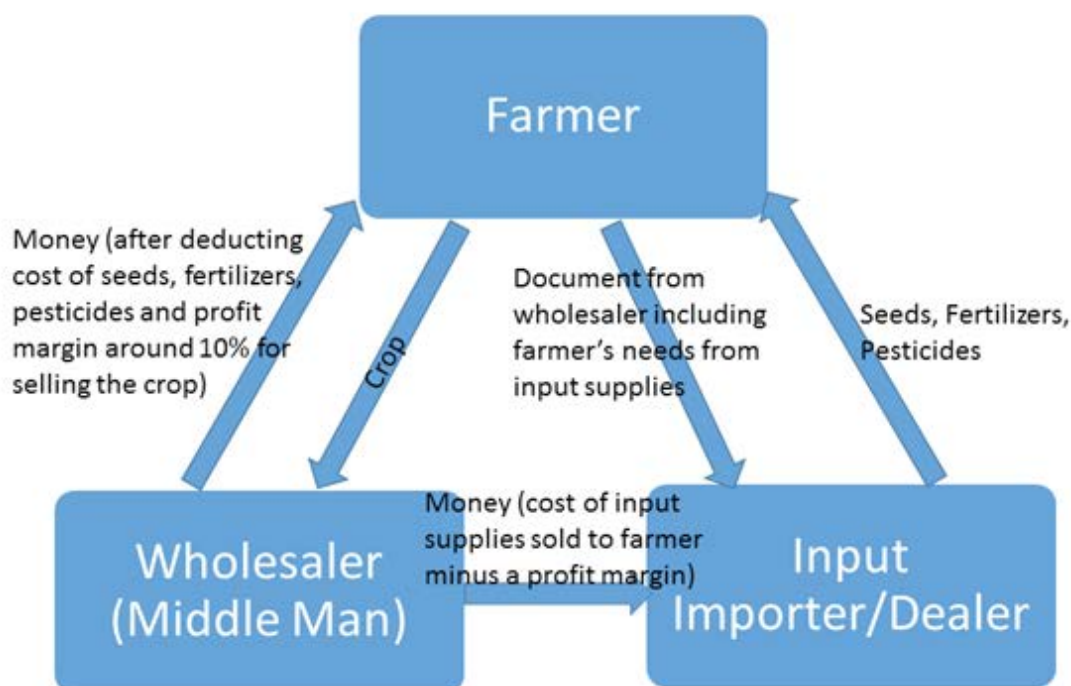 Farmer
Money (after deducting
cost of seeds, fertilizers,
pesticides and profit
margin around 10% for
selling the crop)
Crop
Document from
wholesaler including
farmer's needs from
input supplies
Seeds, Fertilizers,
Pesticides
Wholesaler
(Middle Man)
Money (cost of input
supplies sold to farmer
minus a profit margin)
Input
Importer/Dealer